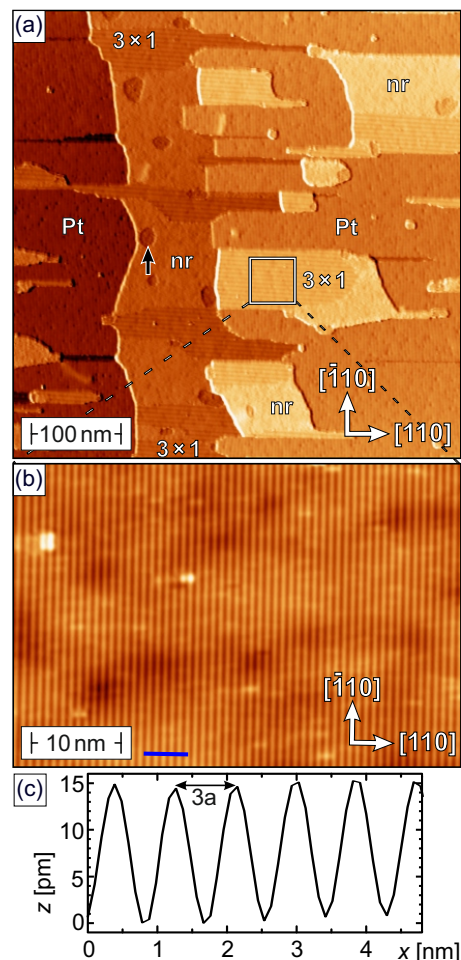 (a)
3 × 1
nr
Pt
Pt
nr
3 × 1
nr
[1̄10]
[110]
100 nm
3 × 1
(b)
[1̄10]
[110]
10 nm
(c)
3a
15
10
5
0
z [pm]
0 1 2 3 4 x [nm]